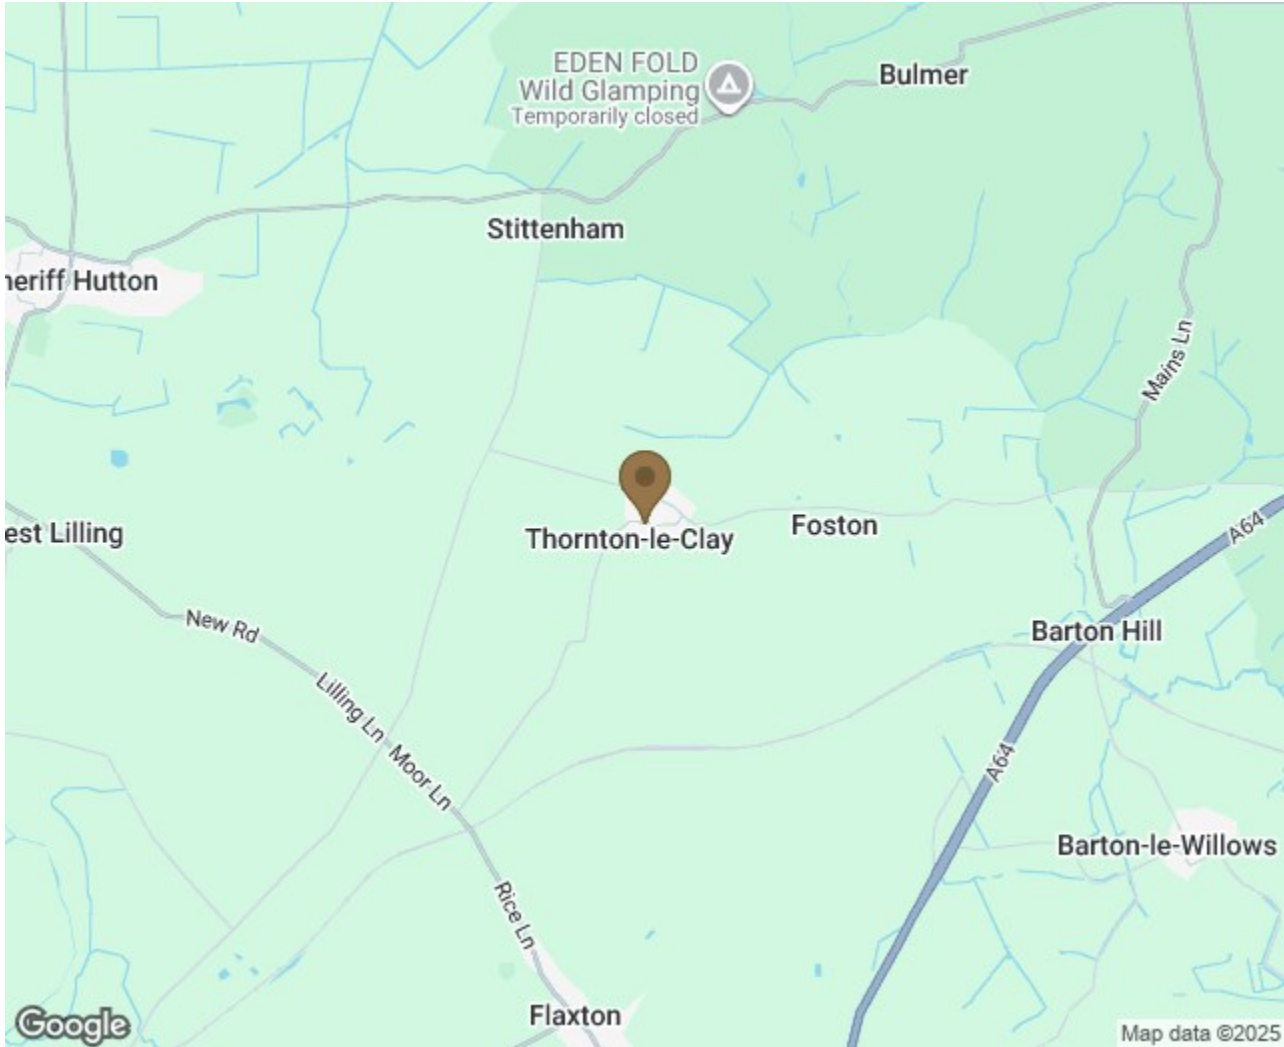 EDEN FOLD
Wild Glamping
Temporarily closed
Bulmer
Stittenham
heriff Hutton
Mains Ln
Thornton-le-Clay
Foston
A64
est Lilling
New Rd
Barton Hill
Lilling Ln
Moor Ln
A64
Barton-le-Willows
Rice Ln
Flaxton
Google
Map data ©2025